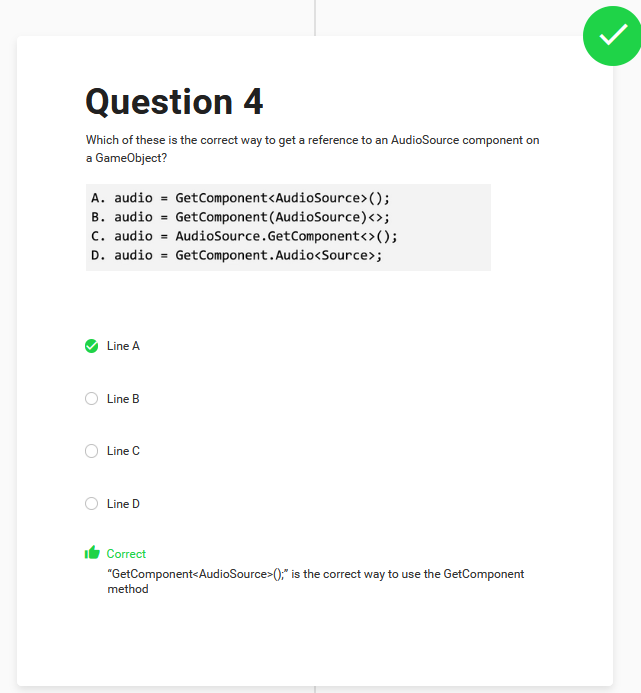 Question 4
Which of these is the correct way to get a reference to an AudioSource component on
a GameObject?
A. audio = GetComponent<AudioSource>();
B. audio = GetComponent(AudioSource)<>;
C. audio = AudioSource.GetComponent<>();
D. audio = GetComponent.Audio<Source>;
Line A
Line B
Line C
Line D
Correct
“GetComponent<AudioSource>();” is the correct way to use the GetComponent
method